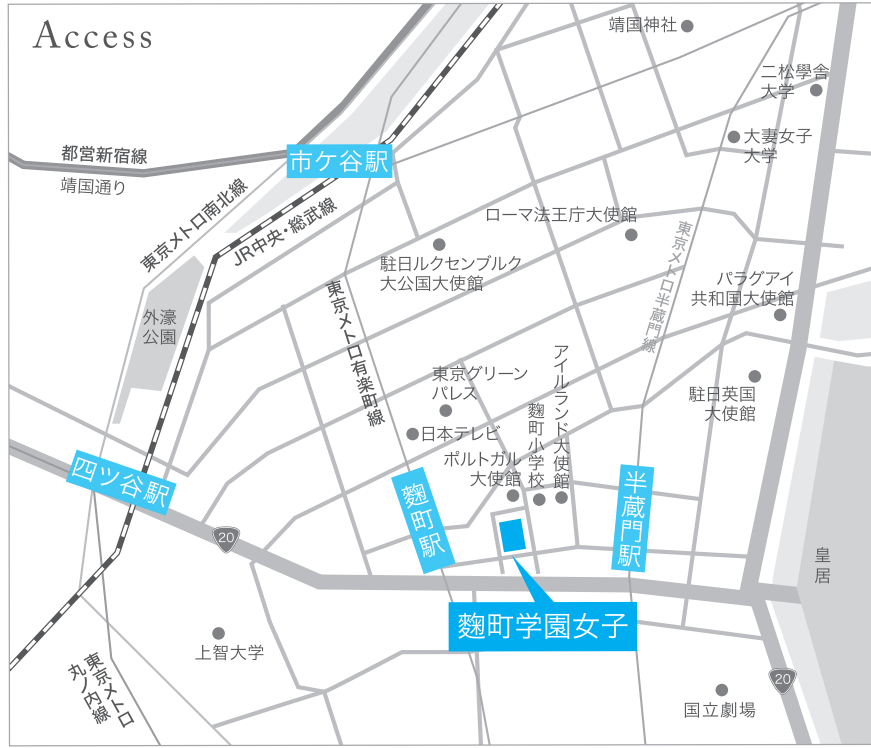 Access
靖国神社
二松學舎
大学
大妻女子
大学
都営新宿線
靖国通り
市ケ谷駅
東京メトロ南北線
JR中央・総武線
ローマ法王庁大使館
東京メトロ半蔵門線
駐日ルクセンブルク
大公国大使館
パラグアイ
共和国大使館
外濠
公園
東京メトロ有楽町線
東京グリーン
パレス
アイルランド大使館
麴町小学校
駐日英国
大使館
日本テレビ
ポルトガル
大使館
四ツ谷駅
麴町駅
半蔵門駅
20
皇居
麴町学園女子
上智大学
東京メトロ
丸ノ内線
20
国立劇場